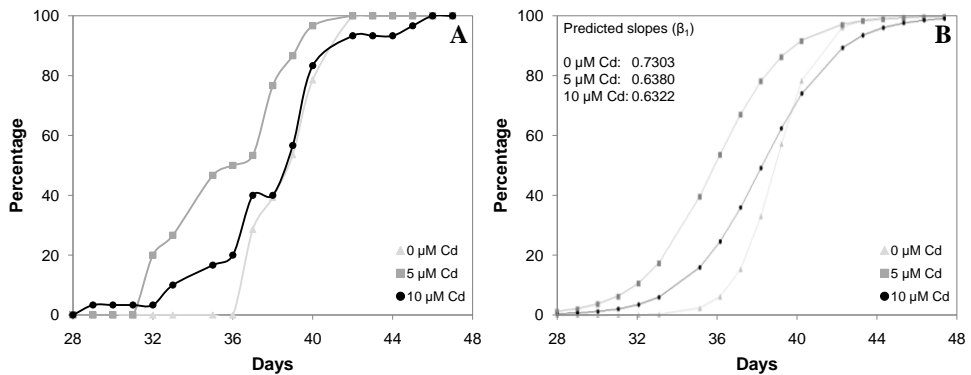 A
100
80
60
40
20
0
Percentage
28 32 36 40 44 48
Days
0 µM Cd
5 µM Cd
10 µM Cd
B
Predicted slopes (β1)
0 µM Cd: 0.7303
5 µM Cd: 0.6380
10 µM Cd: 0.6322
100
80
60
40
20
0
Percentage
28 32 36 40 44 48
Days
0 µM Cd
5 µM Cd
10 µM Cd